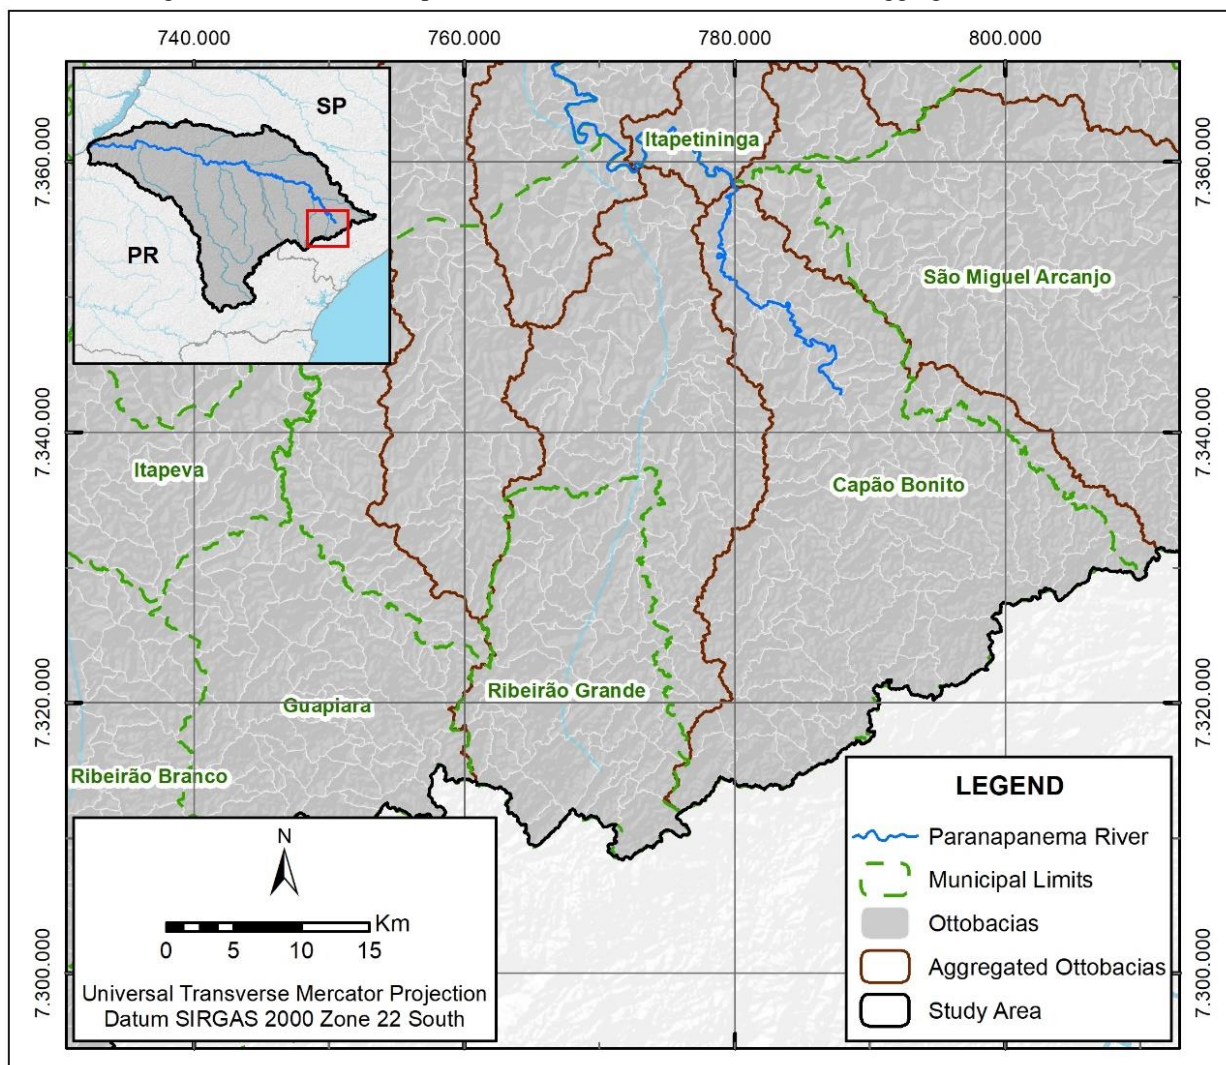 740.000 760.000 780.000 800.000
SP
PR
7.360.000
7.340.000
7.320.000
7.300.000
7.360.000
7.340.000
7.320.000
7.300.000
Itapetininga
São Miguel Arcanjo
Itapeva
Capão Bonito
Guapiara
Ribeirão Grande
Ribeirão Branco
N
Km
0 5 10 15
Universal Transverse Mercator Projection
Datum SIRGAS 2000 Zone 22 South
LEGEND
Paranapanema River
Municipal Limits
Ottobacias
Aggregated Ottobacias
Study Area